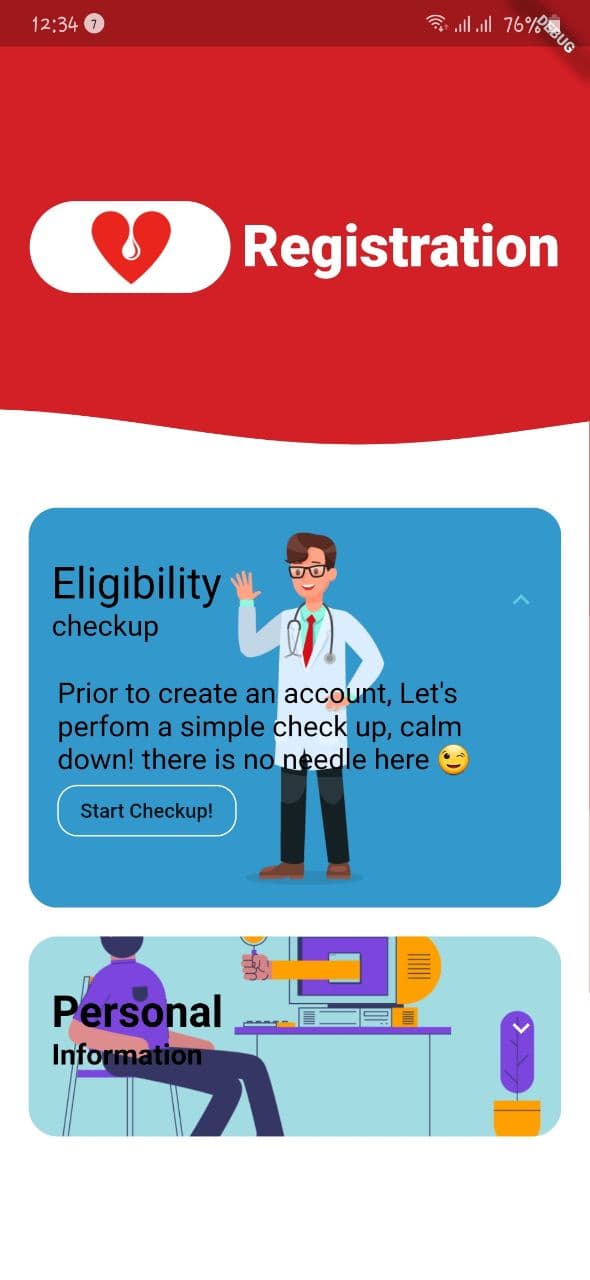 12:34 7 76%
DEBUG
Registration
Eligibility
checkup
Prior to create an account, Let's
perfom a simple check up, calm
down! there is no needle here 😉
Start Checkup!
Personal
Information